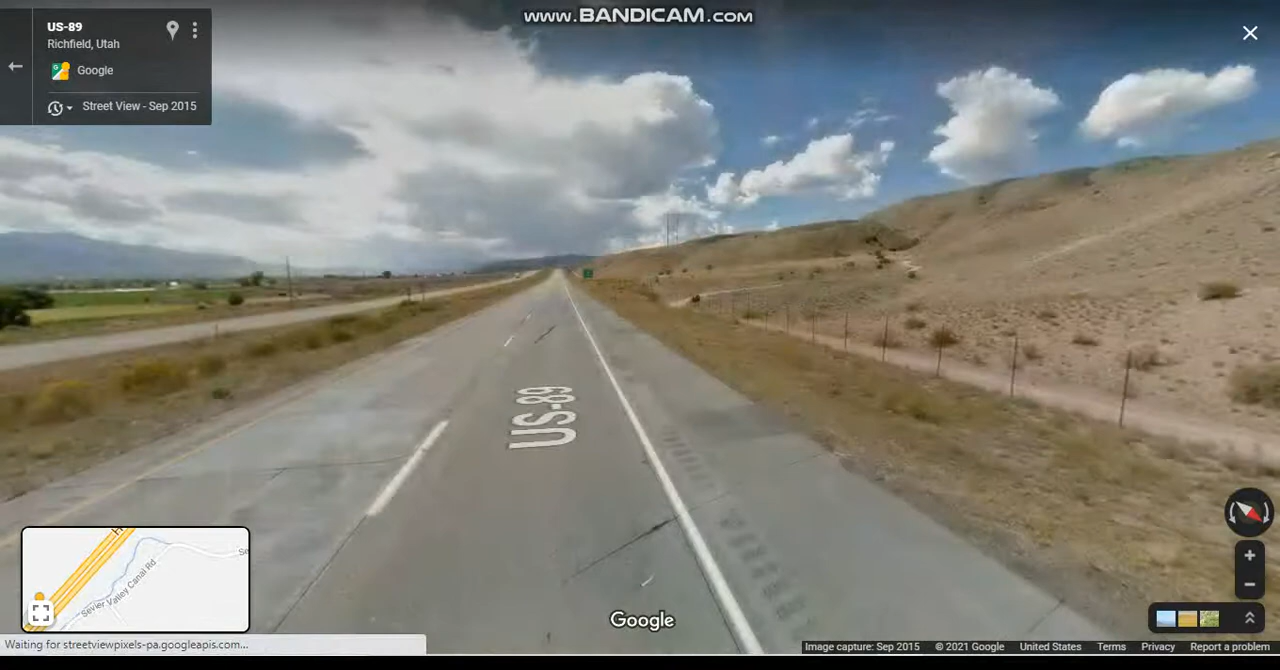 www.BANDICAM.com
US-89
Richfield, Utah
Google
Street View - Sep 2015
US-89
Sevier Valley Canal Rd
Se
Google
Waiting for streetviewpixels-pa.googleapis.com...
Image capture: Sep 2015 © 2021 Google United States Terms Privacy Report a problem